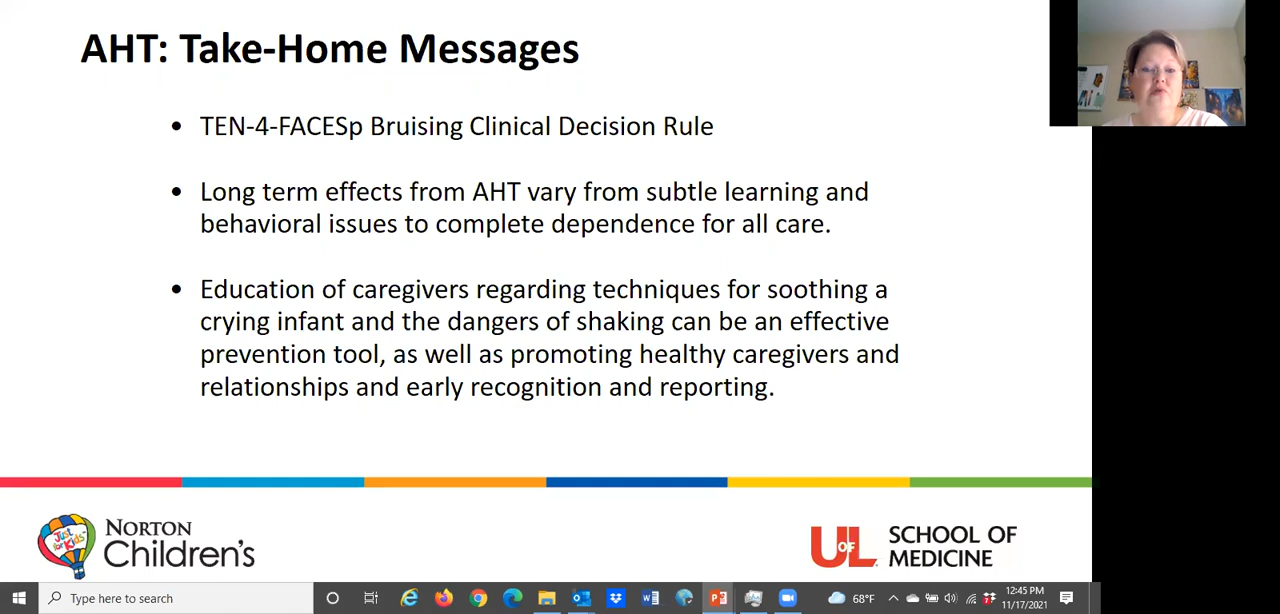 AHT: Take-Home Messages
• TEN-4-FACESp Bruising Clinical Decision Rule
• Long term effects from AHT vary from subtle learning and
behavioral issues to complete dependence for all care.
• Education of caregivers regarding techniques for soothing a
crying infant and the dangers of shaking can be an effective
prevention tool, as well as promoting healthy caregivers and
relationships and early recognition and reporting.
Just for Kids
NORTON
Children's
UofL
SCHOOL OF
MEDICINE
Type here to search
68°F
12:45 PM
11/17/2021